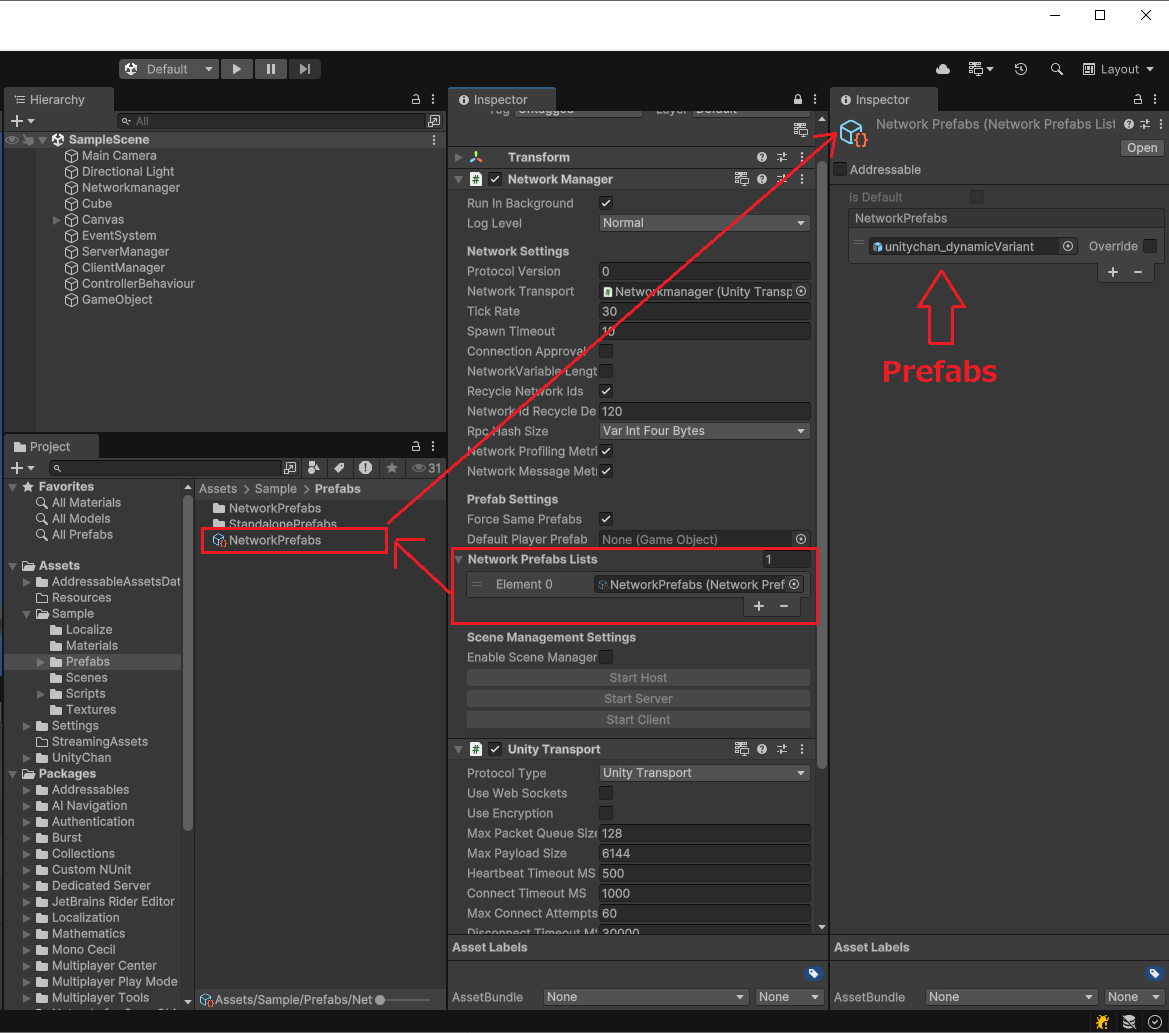 Default
Layout
Hierarchy
All
SampleScene
Main Camera
Directional Light
Networkmanager
Cube
Canvas
EventSystem
ServerManager
ClientManager
ControllerBehaviour
GameObject
Project
31
Favorites
All Materials
All Models
All Prefabs
Assets
AddressableAssetsDat
Resources
Sample
Localize
Materials
Prefabs
Scenes
Scripts
Textures
Settings
StreamingAssets
UnityChan
Packages
Addressables
AI Navigation
Authentication
Burst
Collections
Custom NUnit
Dedicated Server
JetBrains Rider Editor
Localization
Mathematics
Mono Cecil
Multiplayer Center
Multiplayer Play Mode
Multiplayer Tools
Assets > Sample > Prefabs
NetworkPrefabs
StandalonePrefabs
NetworkPrefabs
Assets/Sample/Prefabs/Net
Inspector
Tag Untagged Layer Default
Transform
Network Manager
Run In Background
Log Level Normal
Network Settings
Protocol Version 0
Network Transport Networkmanager (Unity Transp
Tick Rate 30
Spawn Timeout 10
Connection Approval
NetworkVariable Lengt
Recycle Network Ids
Network Id Recycle De 120
Rpc Hash Size Var Int Four Bytes
Network Profiling Metri
Network Message Metr
Prefab Settings
Force Same Prefabs
Default Player Prefab None (Game Object)
Network Prefabs Lists 1
Element 0 NetworkPrefabs (Network Pref
Scene Management Settings
Enable Scene Manager
Start Host
Start Server
Start Client
Unity Transport
Protocol Type Unity Transport
Use Web Sockets
Use Encryption
Max Packet Queue Size 128
Max Payload Size 6144
Heartbeat Timeout MS 500
Connect Timeout MS 1000
Max Connect Attempts 60
Disconnect Timeout MS 30000
Asset Labels
AssetBundle None None
Inspector
Network Prefabs (Network Prefabs List
Open
Addressable
Is Default
NetworkPrefabs
unitychan_dynamicVariant Override
Prefabs
Asset Labels
AssetBundle None None